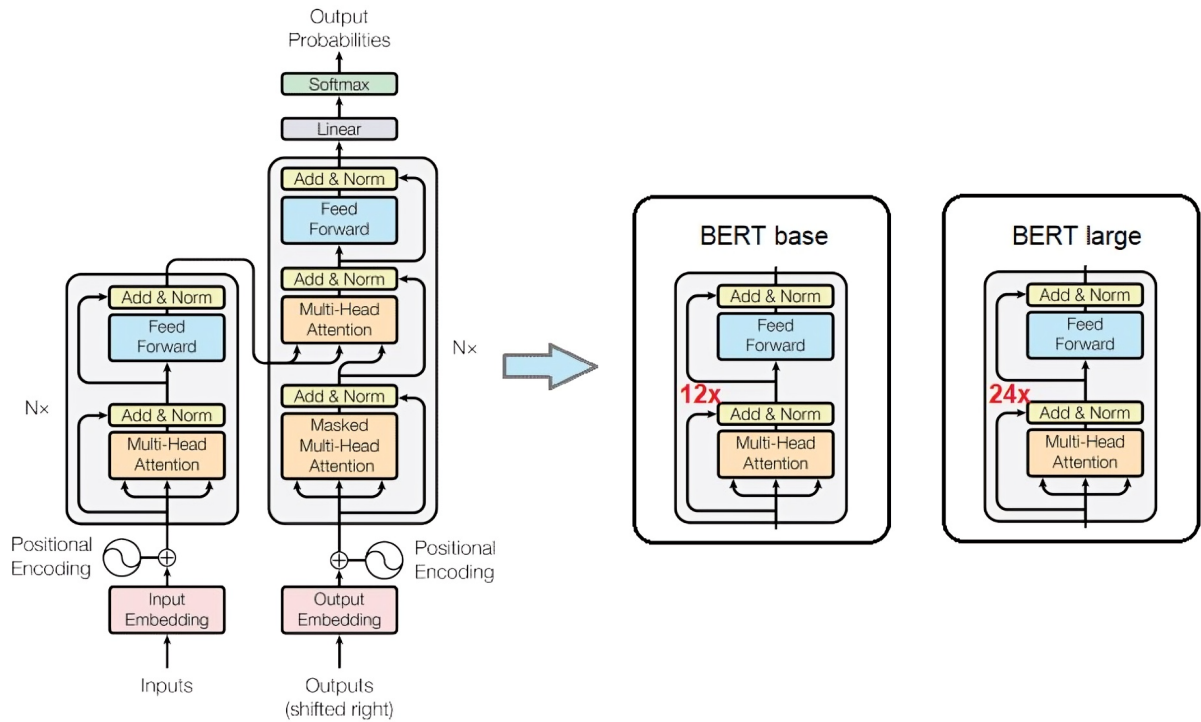 Output
Probabilities
Softmax
Linear
Add & Norm
Feed
Forward
Add & Norm
Multi-Head
Attention
Add & Norm
Masked
Multi-Head
Attention
Nx
Add & Norm
Feed
Forward
Add & Norm
Multi-Head
Attention
Nx
Positional
Encoding
Positional
Encoding
Input
Embedding
Output
Embedding
Inputs
Outputs
(shifted right)
BERT base
Add & Norm
Feed
Forward
12x
Add & Norm
Multi-Head
Attention
BERT large
Add & Norm
Feed
Forward
24x
Add & Norm
Multi-Head
Attention